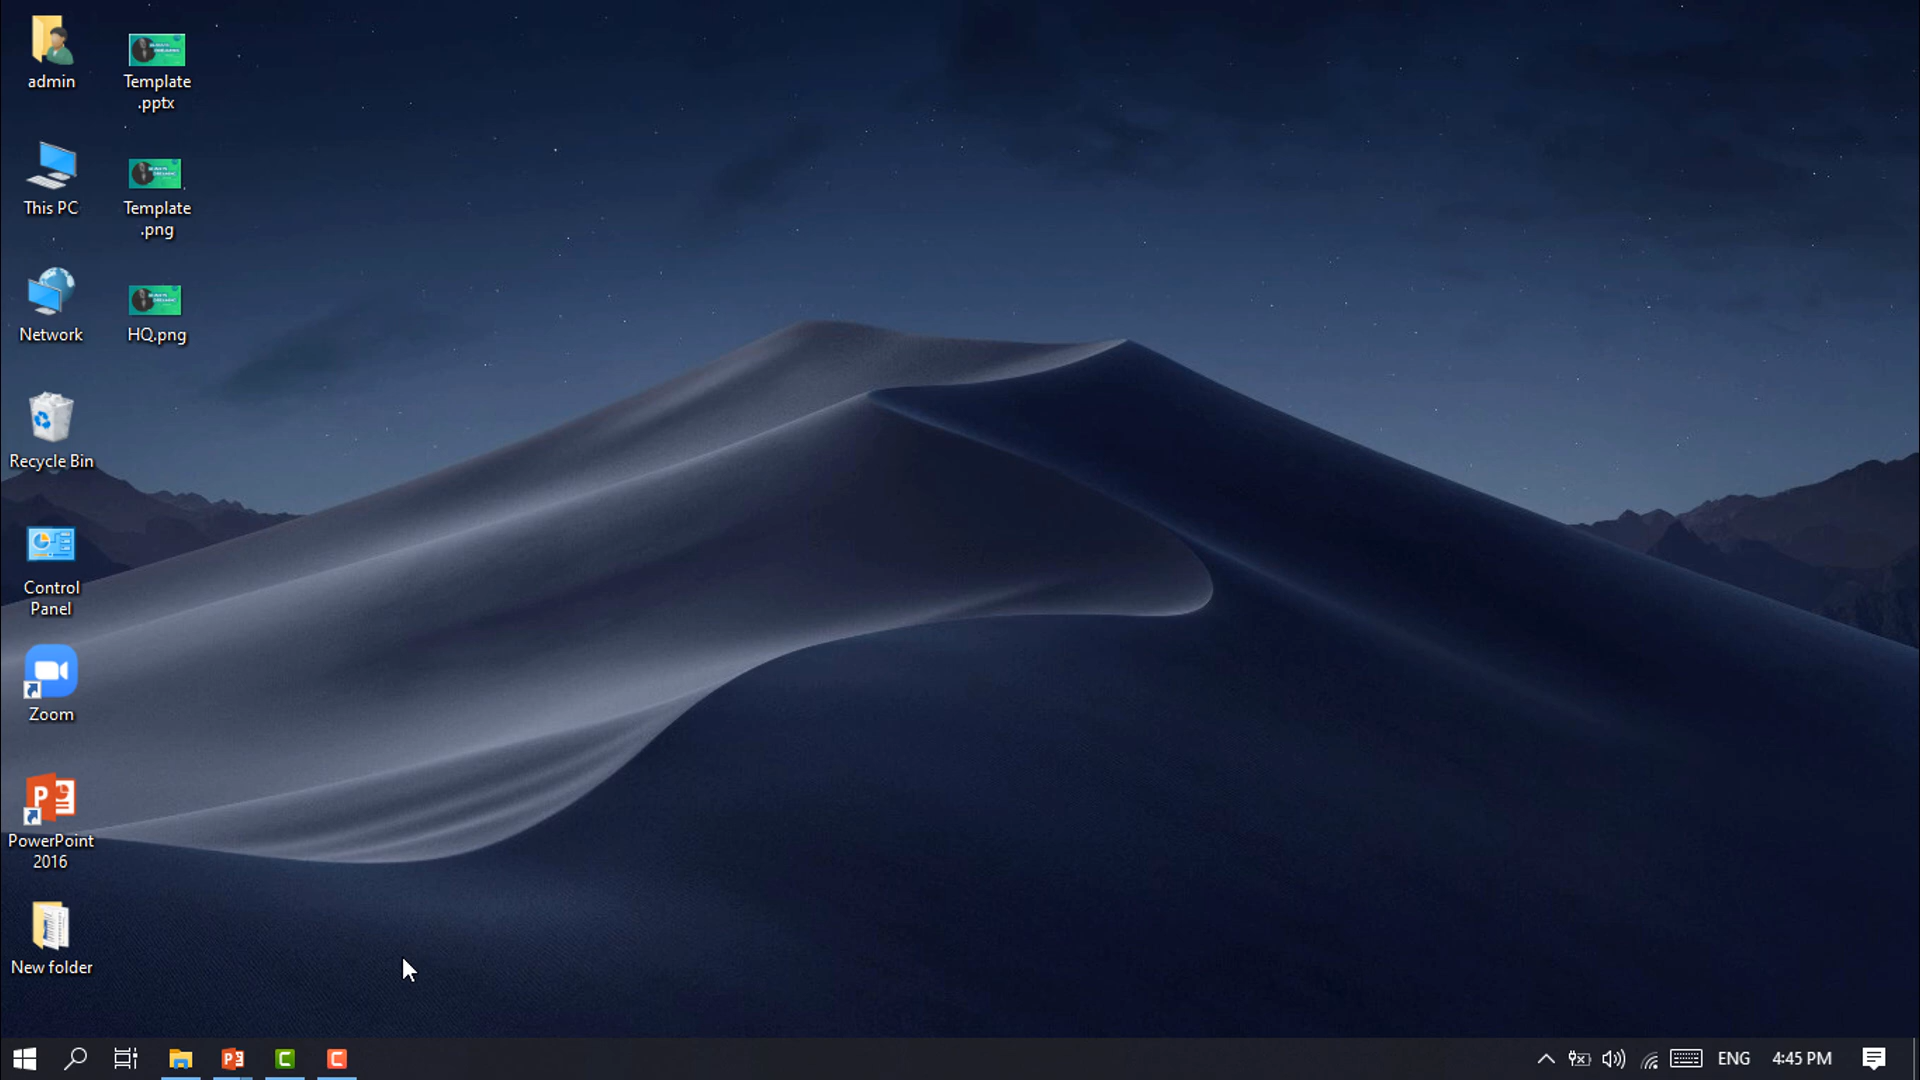 admin
Template
.pptx
This PC
Template
.png
Network
HQ.png
Recycle Bin
Control
Panel
Zoom
PowerPoint
2016
New folder
ENG
4:45 PM